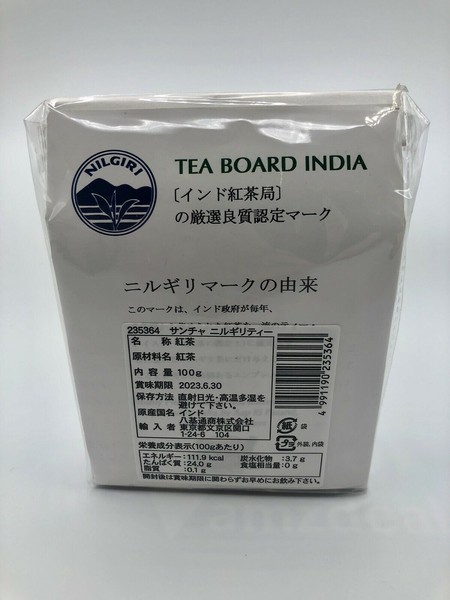 NILGIRI
TEA BOARD INDIA
〔インド紅茶局〕
の厳選良質認定マーク
ニルギリマークの由来
このマークは、インド政府が毎年、
235364 サンチャ ニルギリティー
名 称 紅茶
原材料名 紅茶
内 容 量 100g
賞味期限 2023.6.30
保存方法 直射日光・高温多湿を
避けて下さい。
原産国名 インド
輸 入 者 八基通商株式会社
東京都文京区関口
1-24-6 104
栄養成分表示(100gあたり)
エネルギー:111.9 kcal 炭水化物 :3.7g
たんぱく質:24.0g 食塩相当量:0g
脂質 :0.1g
開封後は賞味期限に関わらずお早めにお飲み下さい。
4 991190 235364
紙 袋
プラ 外袋、内袋